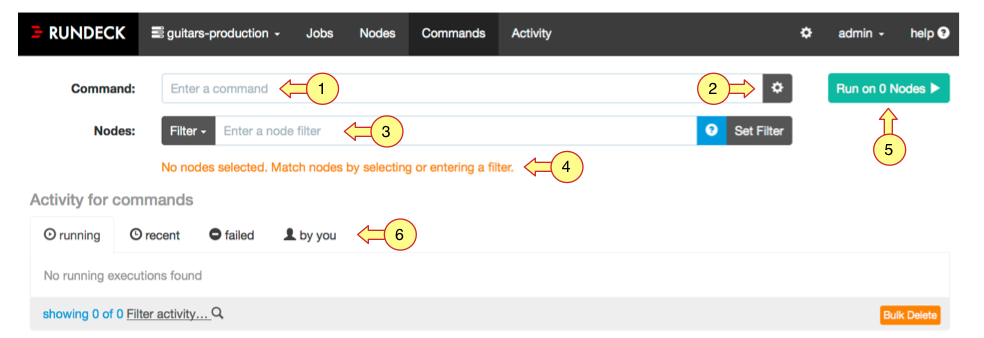 RUNDECK guitars-production Jobs Nodes Commands Activity admin help
Command: Enter a command 1 2 Run on 0 Nodes
Nodes: Filter Enter a node filter 3 ? Set Filter
5
No nodes selected. Match nodes by selecting or entering a filter. 4
Activity for commands
running recent failed by you 6
No running executions found
showing 0 of 0 Filter activity... Bulk Delete